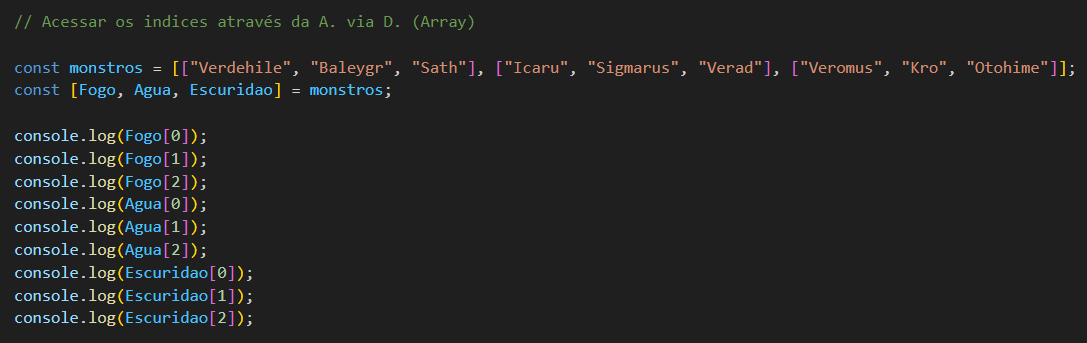 // Acessar os indices através da A. via D. (Array)
const monstros = [["Verdehile", "Baleygr", "Sath"], ["Icaru", "Sigmarus", "Verad"], ["Veromus", "Kro", "Otohime"]];
const [Fogo, Agua, Escuridao] = monstros;
console.log(Fogo[0]);
console.log(Fogo[1]);
console.log(Fogo[2]);
console.log(Agua[0]);
console.log(Agua[1]);
console.log(Agua[2]);
console.log(Escuridao[0]);
console.log(Escuridao[1]);
console.log(Escuridao[2]);